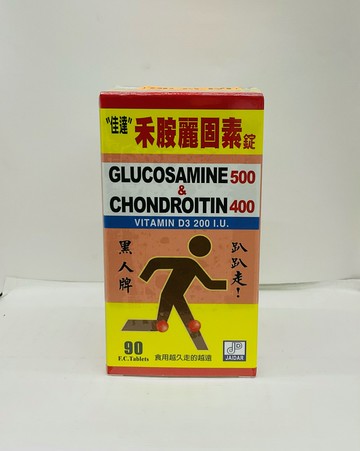 "佳達"禾胺麗固素錠
GLUCOSAMINE 500
&
CHONDROITIN 400
VITAMIN D3 200 I.U.
黑人牌
趴趴走!
90
F.C.Tablets
食用越久走的越遠
JAIDAR